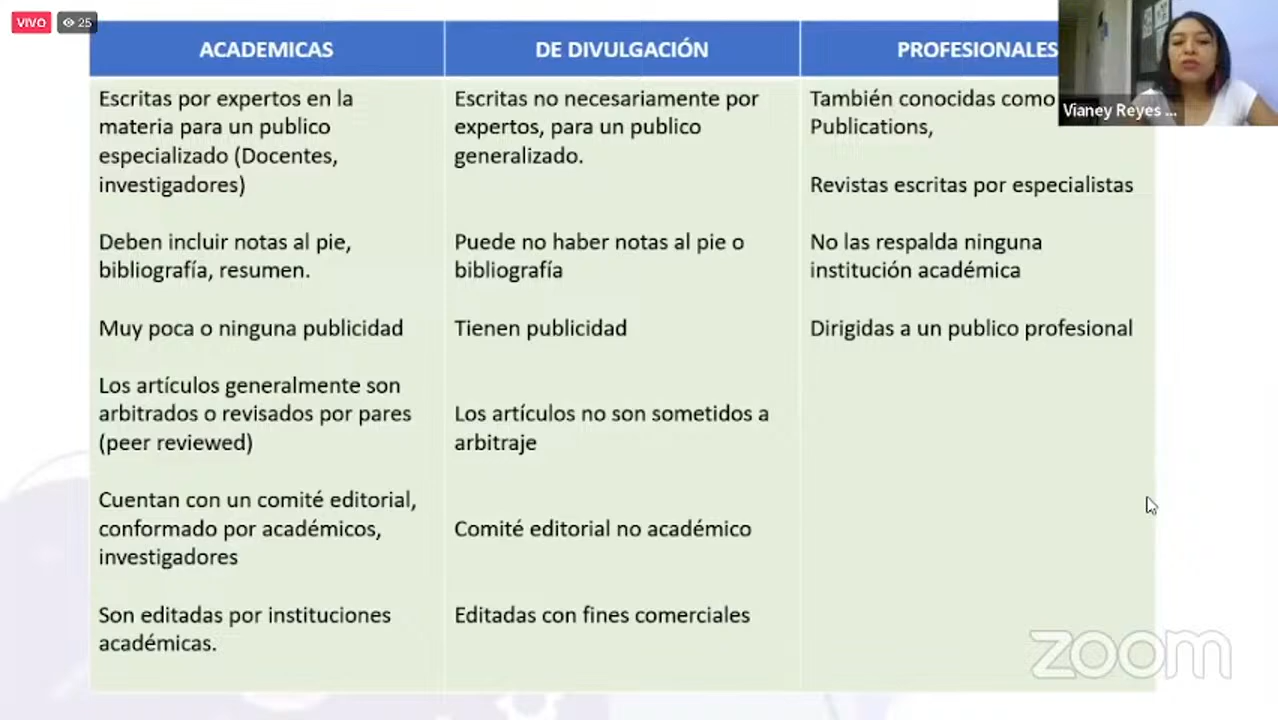 VIVO
25
ACADEMICAS
DE DIVULGACIÓN
PROFESIONALES
Escritas por expertos en la
materia para un publico
especializado (Docentes,
investigadores)
Deben incluir notas al pie,
bibliografía, resumen.
Muy poca o ninguna publicidad
Los artículos generalmente son
arbitrados o revisados por pares
(peer reviewed)
Cuentan con un comité editorial,
conformado por académicos,
investigadores
Son editadas por instituciones
académicas.
Escritas no necesariamente por
expertos, para un publico
generalizado.
Puede no haber notas al pie o
bibliografía
Tienen publicidad
Los artículos no son sometidos a
arbitraje
Comité editorial no académico
Editadas con fines comerciales
También conocidas como
Publications,
Revistas escritas por especialistas
No las respalda ninguna
institución académica
Dirigidas a un publico profesional
Vianey Reyes ...
zoom